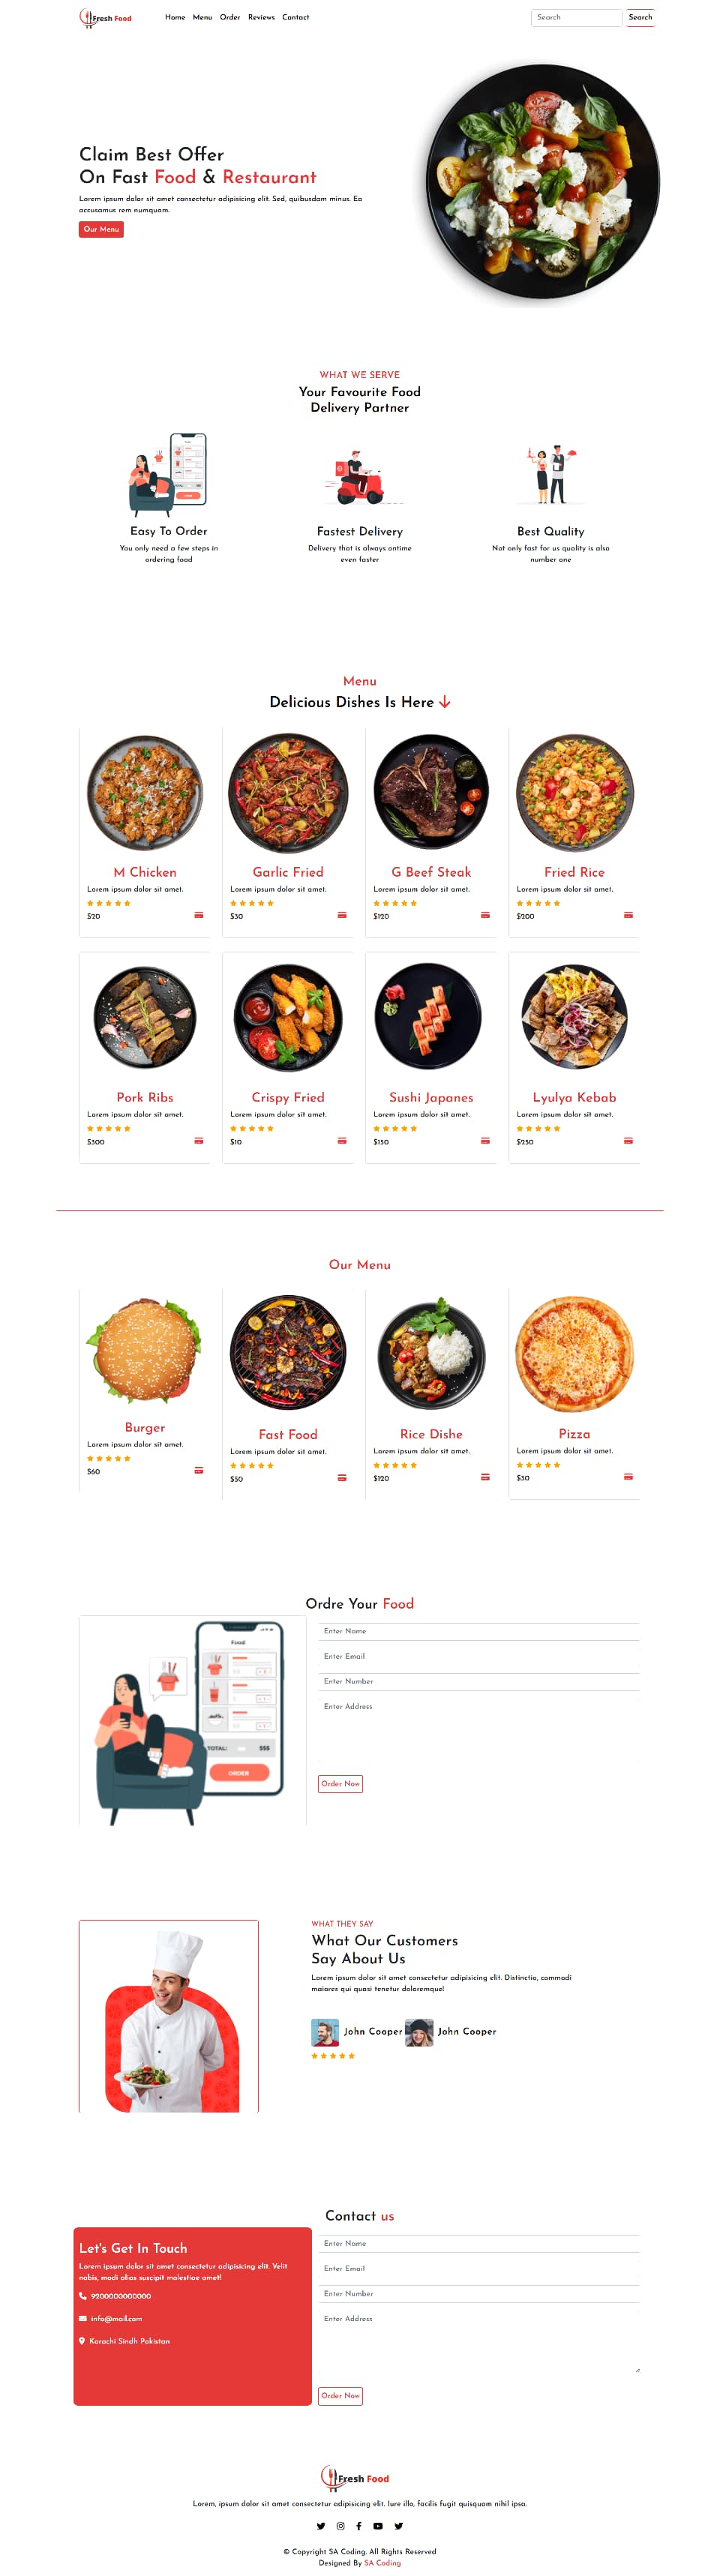 Fresh Food
Home Menu Order Reviews Contact
Search
Search
Claim Best Offer
On Fast Food & Restaurant
Lorem ipsum dolor sit amet consectetur adipisicing elit. Sed, quibusdam minus. Ea
accusamus rem numquam.
Our Menu
WHAT WE SERVE
Your Favourite Food
Delivery Partner
Easy To Order
You only need a few steps in
ordering food
Fastest Delivery
Delivery that is always ontime
even faster
Best Quality
Not only fast for us quality is also
number one
Menu
Delicious Dishes Is Here
M Chicken
Lorem ipsum dolor sit amet.
$20
Garlic Fried
Lorem ipsum dolor sit amet.
$30
G Beef Steak
Lorem ipsum dolor sit amet.
$120
Fried Rice
Lorem ipsum dolor sit amet.
$200
Pork Ribs
Lorem ipsum dolor sit amet.
$300
Crispy Fried
Lorem ipsum dolor sit amet.
$10
Sushi Japanes
Lorem ipsum dolor sit amet.
$150
Lyulya Kebab
Lorem ipsum dolor sit amet.
$250
Our Menu
Burger
Lorem ipsum dolor sit amet.
$60
Fast Food
Lorem ipsum dolor sit amet.
$50
Rice Dishe
Lorem ipsum dolor sit amet.
$120
Pizza
Lorem ipsum dolor sit amet.
$30
Ordre Your Food
Food
TOTAL: $$$
ORDER
Enter Name
Enter Email
Enter Number
Enter Address
Order Now
WHAT THEY SAY
What Our Customers
Say About Us
Lorem ipsum dolor sit amet consectetur adipisicing elit. Distinctio, commodi
maiores qui quasi tenetur doloremque!
John Cooper
John Cooper
Contact us
Let's Get In Touch
Lorem ipsum dolor sit amet consectetur adipisicing elit. Velit
nobis, modi alias suscipit molestiae amet!
9200000000000
info@mail.com
Karachi Sindh Pakistan
Enter Name
Enter Email
Enter Number
Enter Address
Order Now
Fresh Food
Lorem, ipsum dolor sit amet consectetur adipisicing elit. Iure illo, facilis fugit quisquam nihil ipsa.
© Copyright SA Coding. All Rights Reserved
Designed By SA Coding